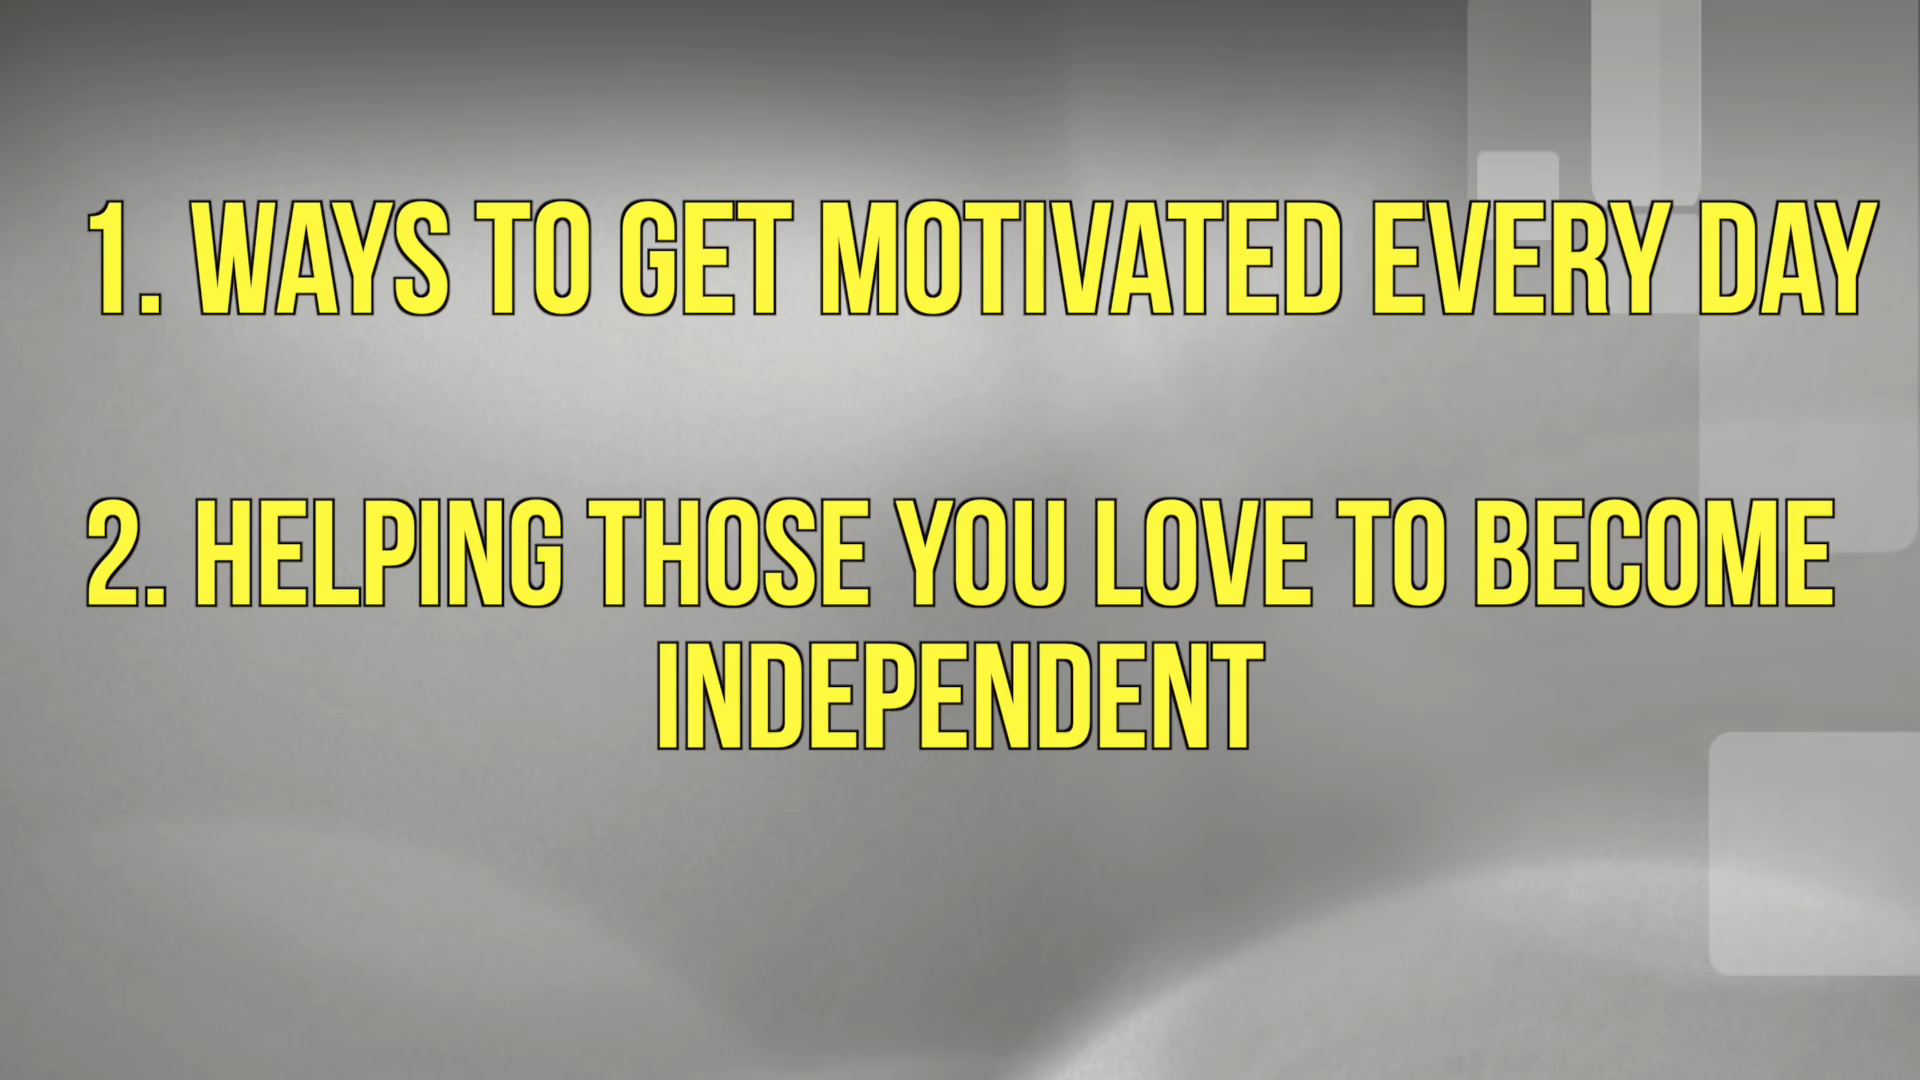 1. WAYS TO GET MOTIVATED EVERY DAY
2. HELPING THOSE YOU LOVE TO BECOME
INDEPENDENT